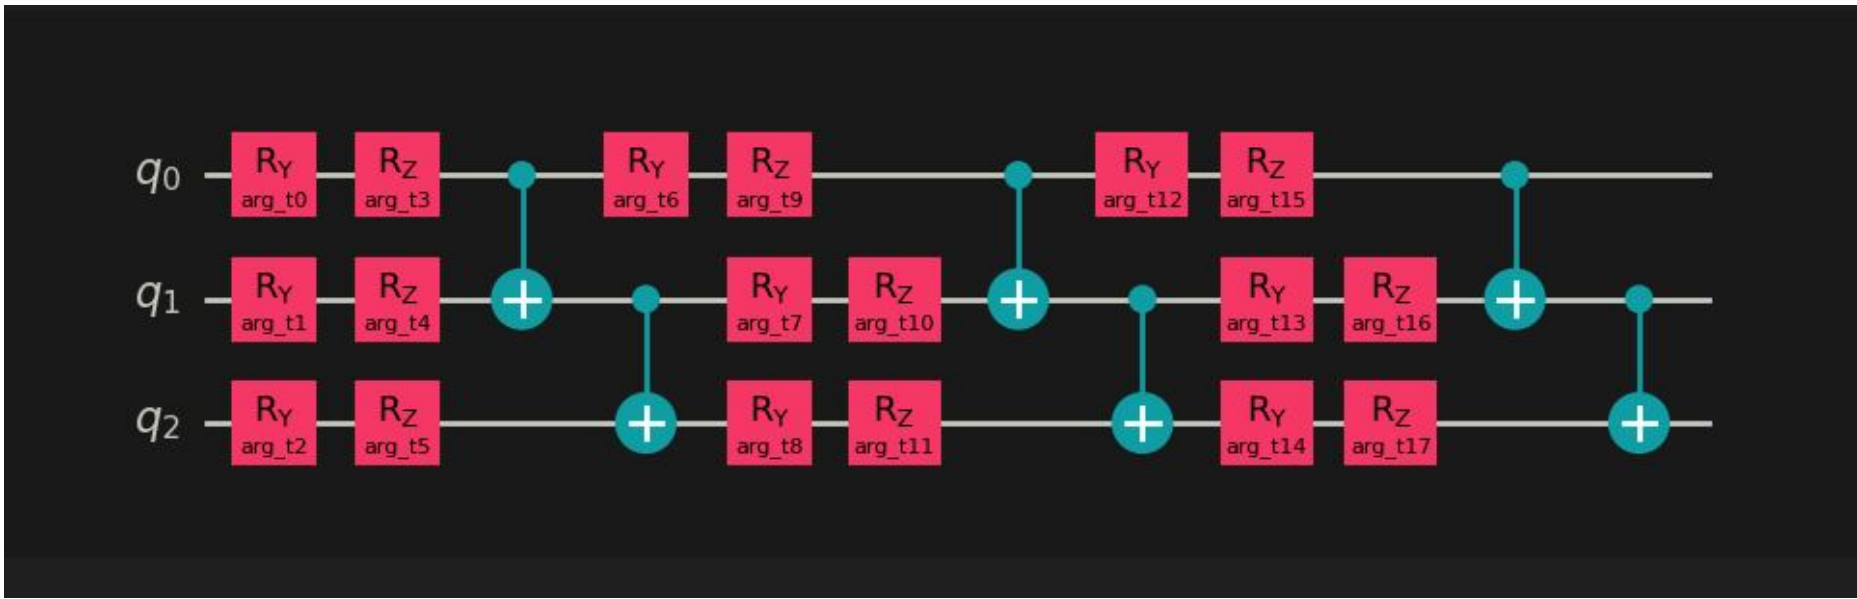 q0 RY RZ RY RZ RY RZ
arg_t0 arg_t3 arg_t6 arg_t9 arg_t12 arg_t15
q1 RY RZ RY RZ RY RZ
arg_t1 arg_t4 arg_t7 arg_t10 arg_t13 arg_t16
q2 RY RZ RY RZ RY RZ
arg_t2 arg_t5 arg_t8 arg_t11 arg_t14 arg_t17